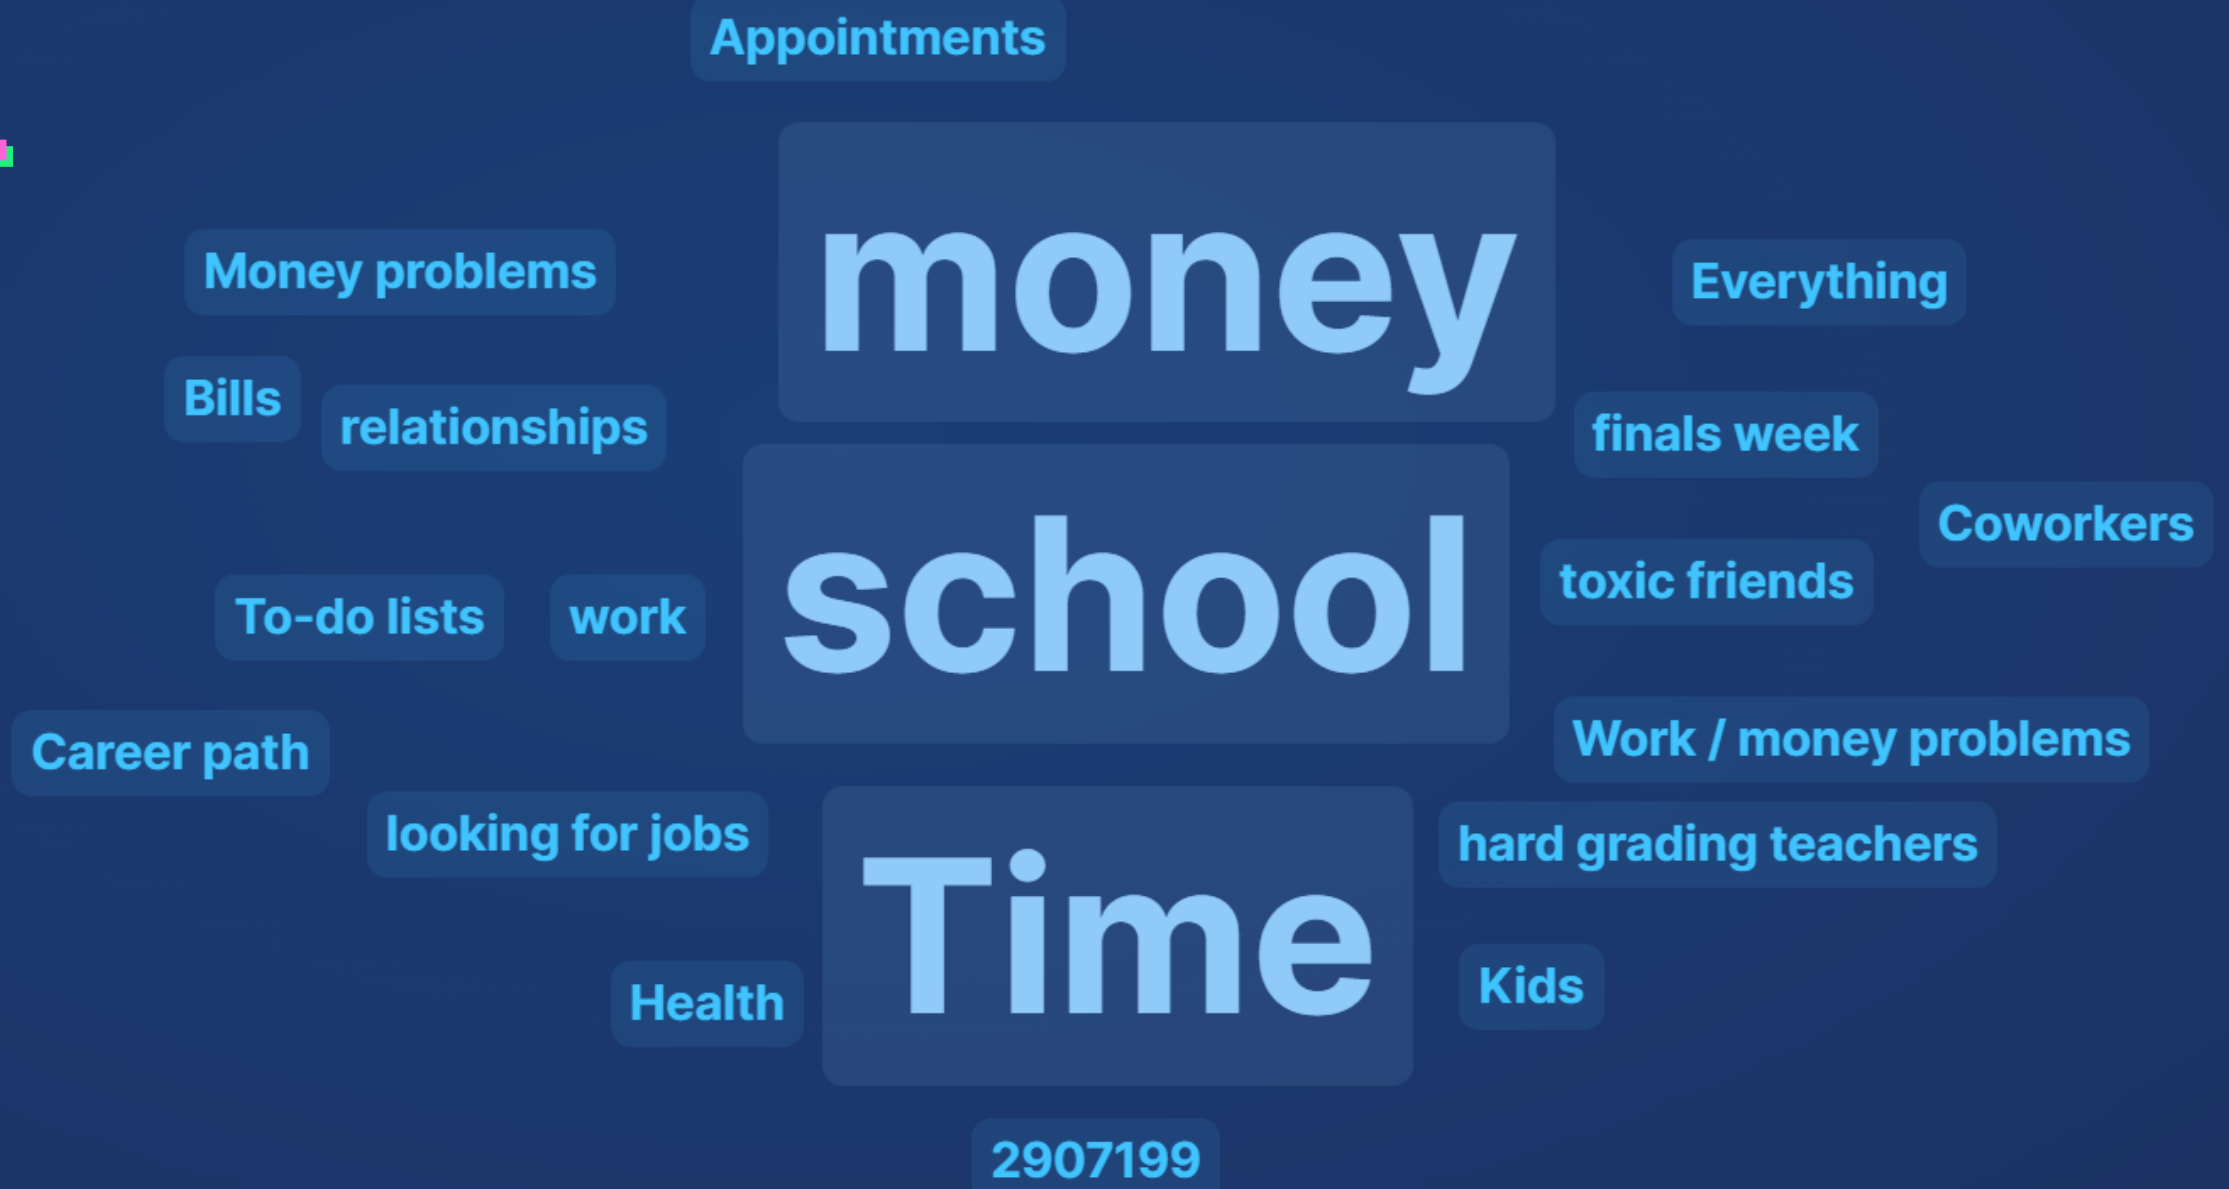 Appointments
money
Money problems
Everything
Bills
relationships
finals week
Coworkers
school
toxic friends
To-do lists
work
Work / money problems
Career path
looking for jobs
hard grading teachers
Time
Kids
Health
2907199